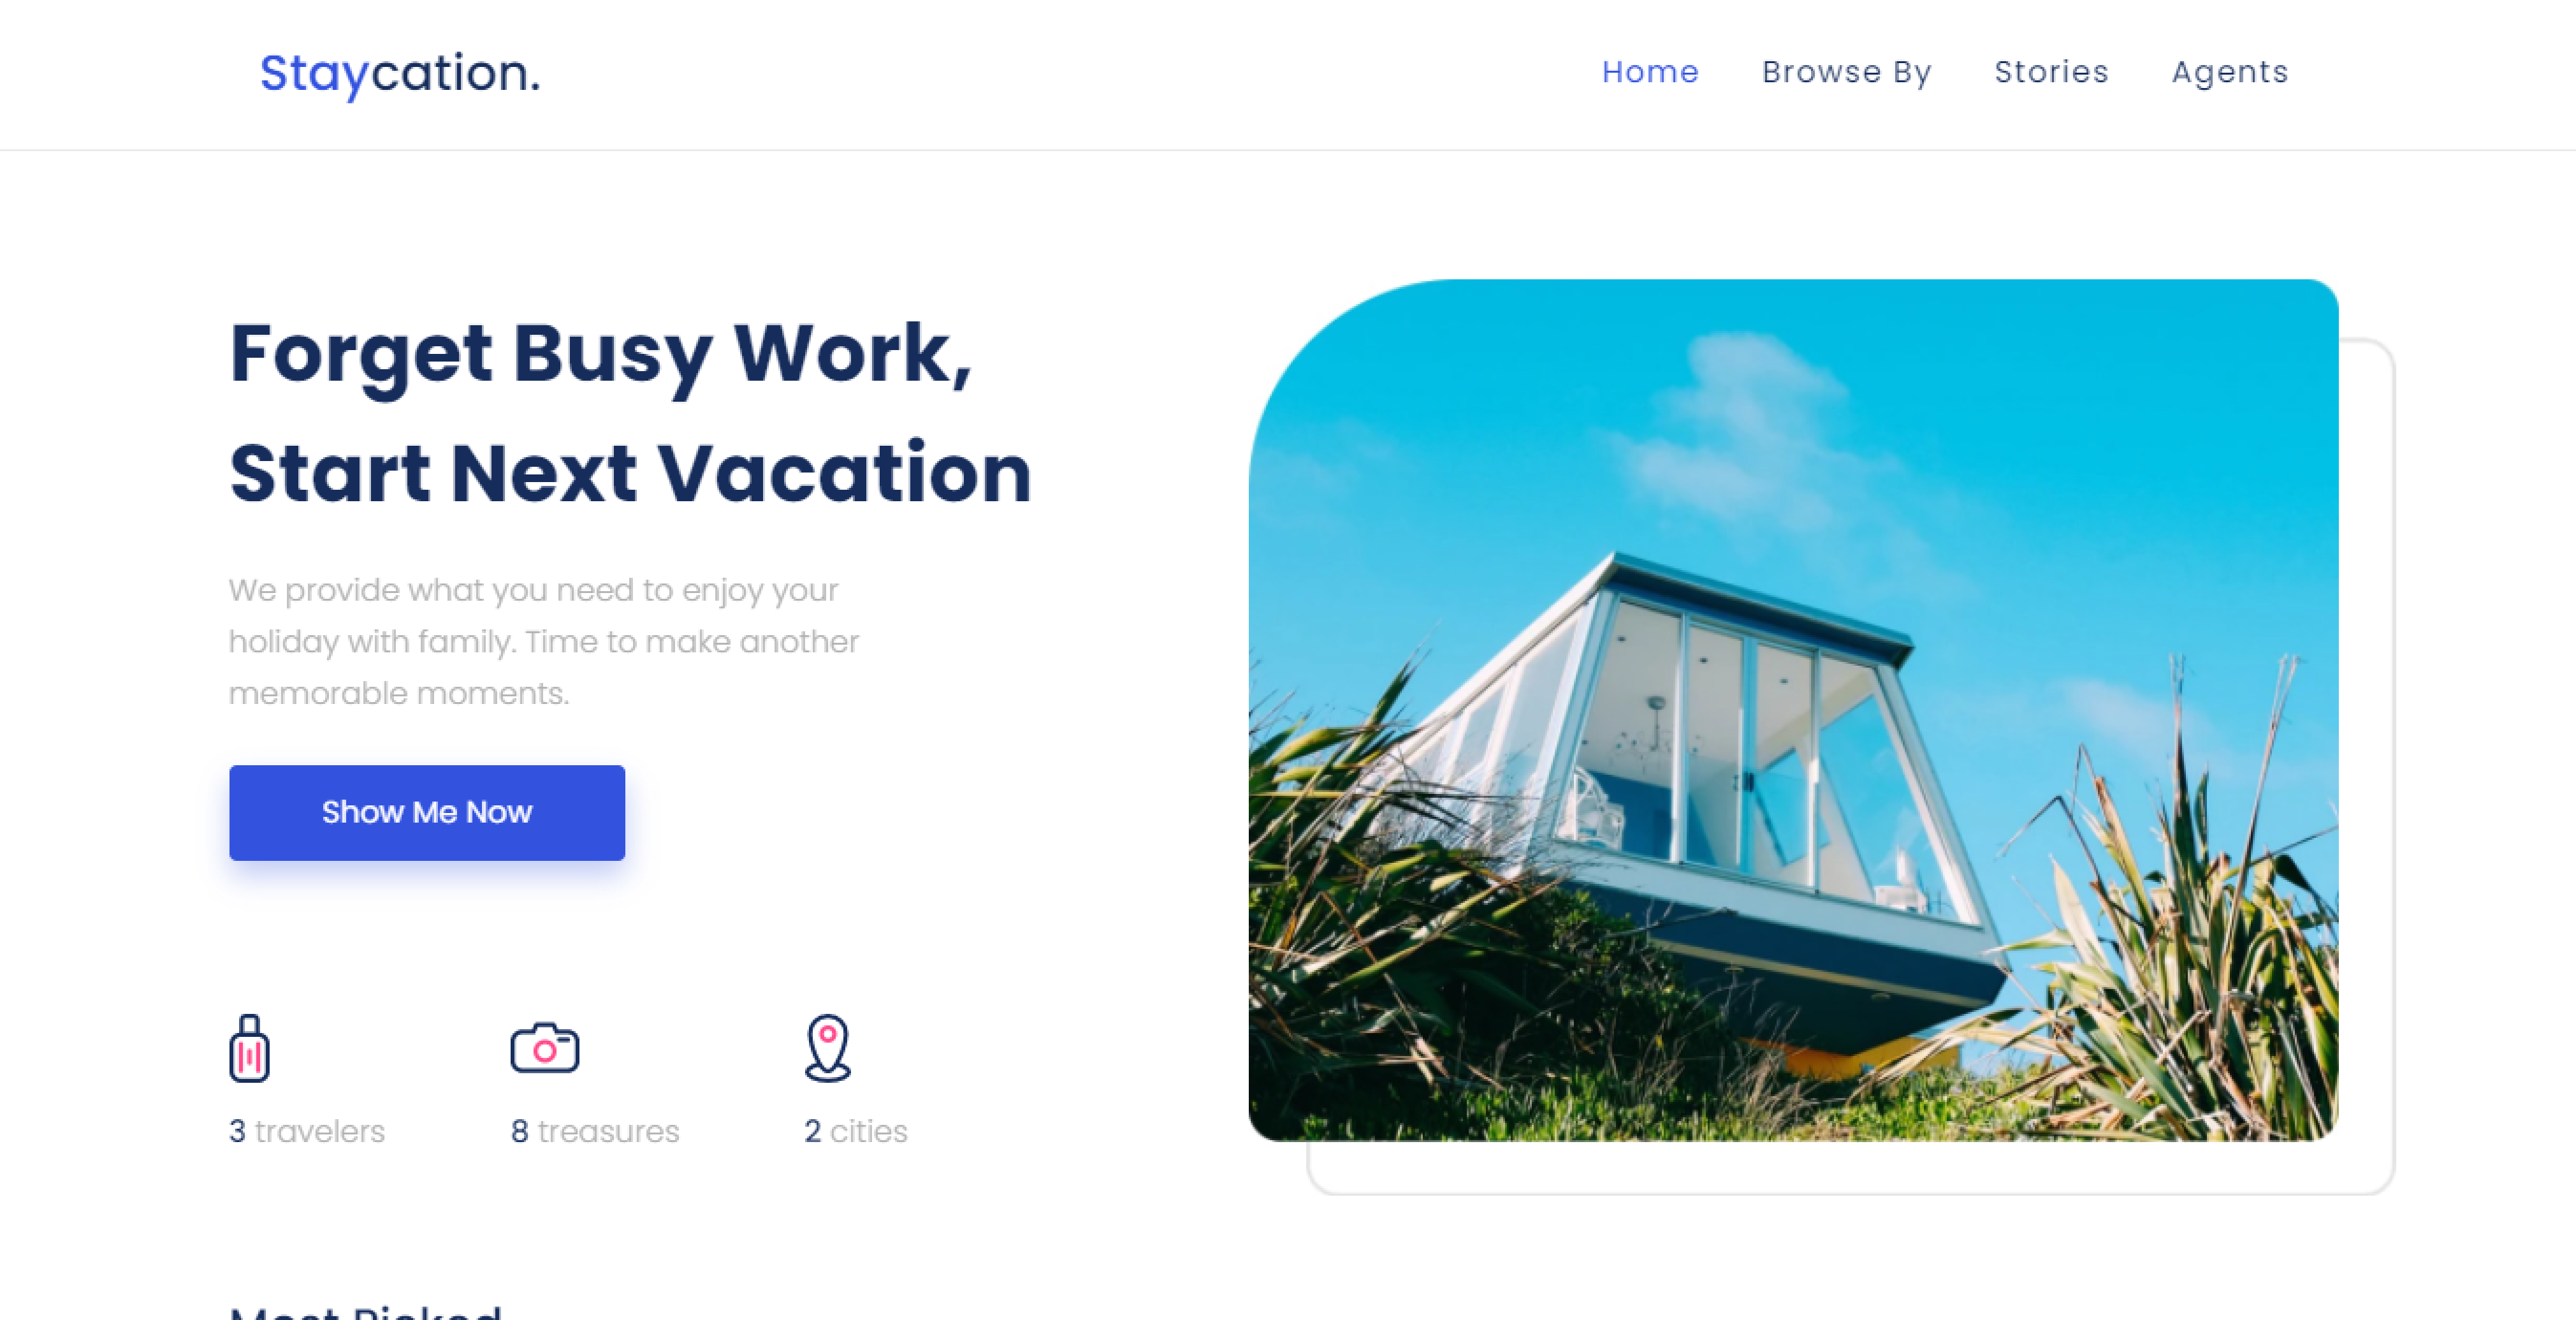 Staycation.
Home Browse By Stories Agents
Forget Busy Work,
Start Next Vacation
We provide what you need to enjoy your
holiday with family. Time to make another
memorable moments.
Show Me Now
3 travelers 8 treasures 2 cities
Most Picked